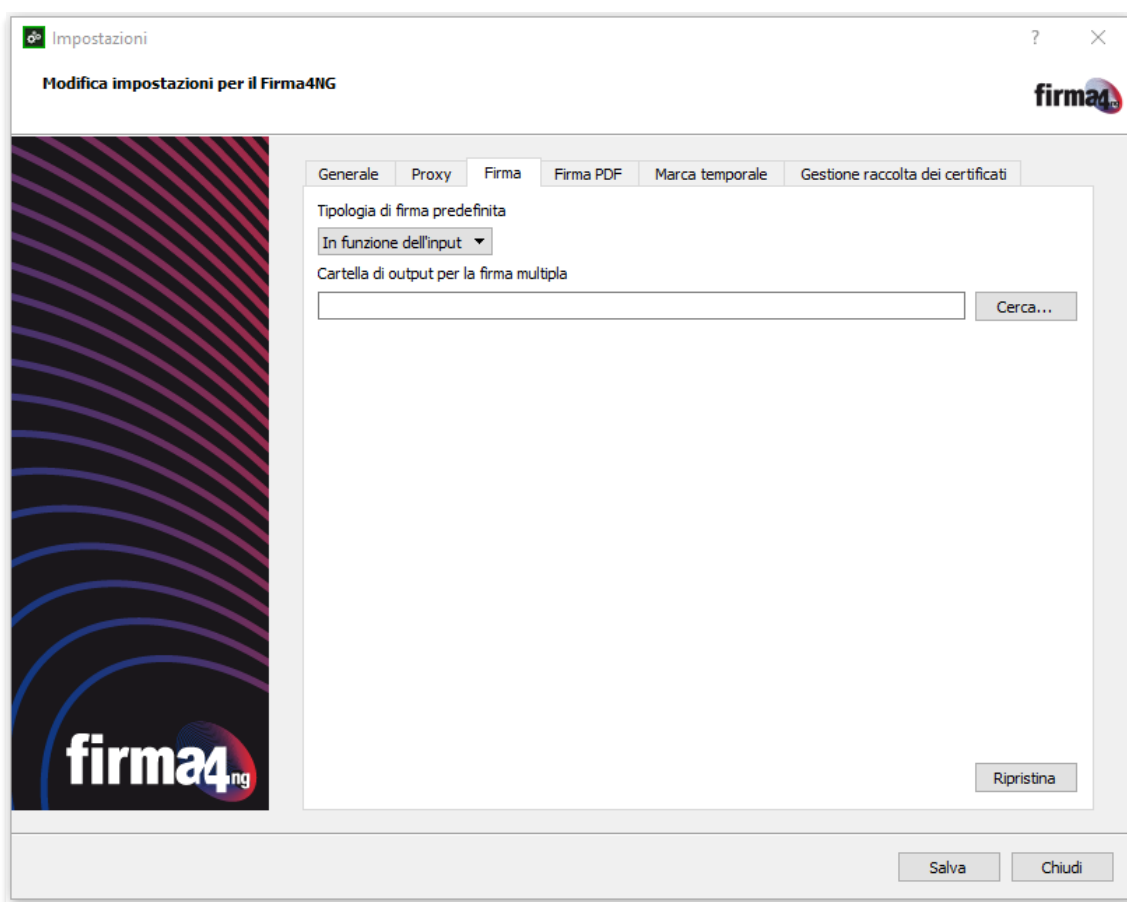 Impostazioni
?
Modifica impostazioni per il Firma4NG
firma4ng
Generale Proxy Firma Firma PDF Marca temporale Gestione raccolta dei certificati
Tipologia di firma predefinita
In funzione dell'input
Cartella di output per la firma multipla
Cerca...
firma4ng
Ripristina
Salva Chiudi